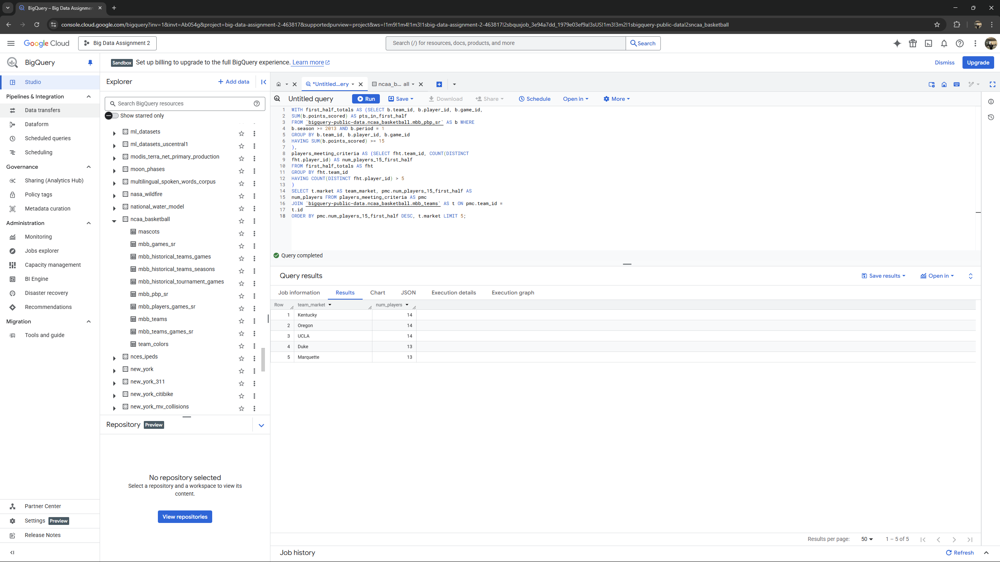 BigQuery – Big Data Assignmen
console.cloud.google.com/bigquery?inv=1&invt=Ab054g&project=big-data-assignment-2-463817&supportedpurview=project&ws=!1m9!1m4!1m3!1sbig-data-assignment-2-463817!2sbquxjob_3e94a7dd_1979e03ef9a!3sUS!1m3!3m2!1sbigquery-public-data!2sncaa_basketball
Google Cloud
Big Data Assignment 2
Search (/) for resources, docs, products, and more
Search
BigQuery
Sandbox Set up billing to upgrade to the full BigQuery experience. Learn more
Dismiss
Upgrade
Studio
Pipelines & Integration
Data transfers
Dataform
Scheduled queries
Scheduling
Governance
Sharing (Analytics Hub)
Policy tags
Metadata curation
Administration
Monitoring
Jobs explorer
Capacity management
BI Engine
Disaster recovery
Recommendations
Migration
Tools and guide
Partner Center
Settings Preview
Release Notes
Explorer
+ Add data
Search BigQuery resources
Show starred only
ml_datasets
ml_datasets_uscentral1
modis_terra_net_primary_production
moon_phases
multilingual_spoken_words_corpus
nasa_wildfire
national_water_model
ncaa_basketball
mascots
mbb_games_sr
mbb_historical_teams_games
mbb_historical_teams_seasons
mbb_historical_tournament_games
mbb_pbp_sr
mbb_players_games_sr
mbb_teams
mbb_teams_games_sr
team_colors
nces_ipeds
new_york
new_york_311
new_york_citibike
new_york_mv_collisions
Repository Preview
No repository selected
Select a repository and a workspace to view its
content.
View repositories
*Untitled...ery
ncaa_b... all
Untitled query
Run
Save
Download
Share
Schedule
Open in
More
1 WITH first_half_totals AS (SELECT b.team_id, b.player_id, b.game_id,
2 SUM(b.points_scored) AS pts_in_first_half
3 FROM `bigquery-public-data.ncaa_basketball.mbb_pbp_sr` AS b WHERE
4 b.season >= 2013 AND b.period = 1
5 GROUP BY b.team_id, b.player_id, b.game_id
6 HAVING SUM(b.points_scored) >= 15
7 ),
8 players_meeting_criteria AS (SELECT fht.team_id, COUNT(DISTINCT
9 fht.player_id) AS num_players_15_first_half
10 FROM first_half_totals AS fht
11 GROUP BY fht.team_id
12 HAVING COUNT(DISTINCT fht.player_id) > 5
13 )
14 SELECT t.market AS team_market, pmc.num_players_15_first_half AS
15 num_players FROM players_meeting_criteria AS pmc
16 JOIN `bigquery-public-data.ncaa_basketball.mbb_teams` AS t ON pmc.team_id =
17 t.id
18 ORDER BY pmc.num_players_15_first_half DESC, t.market LIMIT 5;
Query completed
Query results
Save results
Open in
Job information
Results
Chart
JSON
Execution details
Execution graph
Row team_market num_players
1 Kentucky 14
2 Oregon 14
3 UCLA 14
4 Duke 13
5 Marquette 13
Results per page: 50 1 – 5 of 5
Job history
Refresh